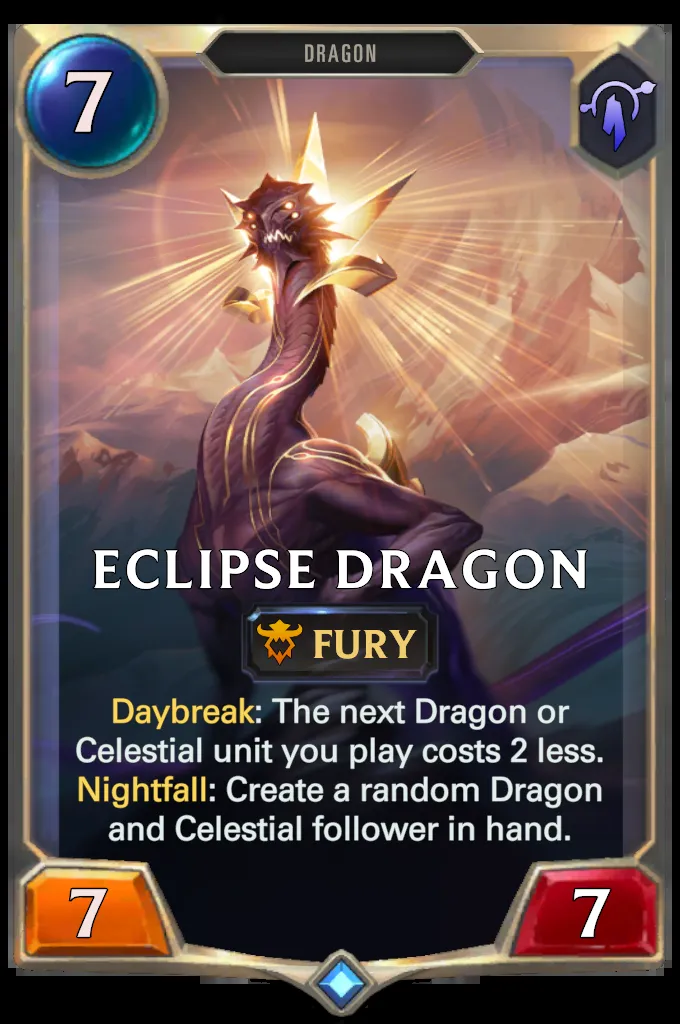 7
DRAGON
ECLIPSE DRAGON
FURY
Daybreak: The next Dragon or
Celestial unit you play costs 2 less.
Nightfall: Create a random Dragon
and Celestial follower in hand.
7
7